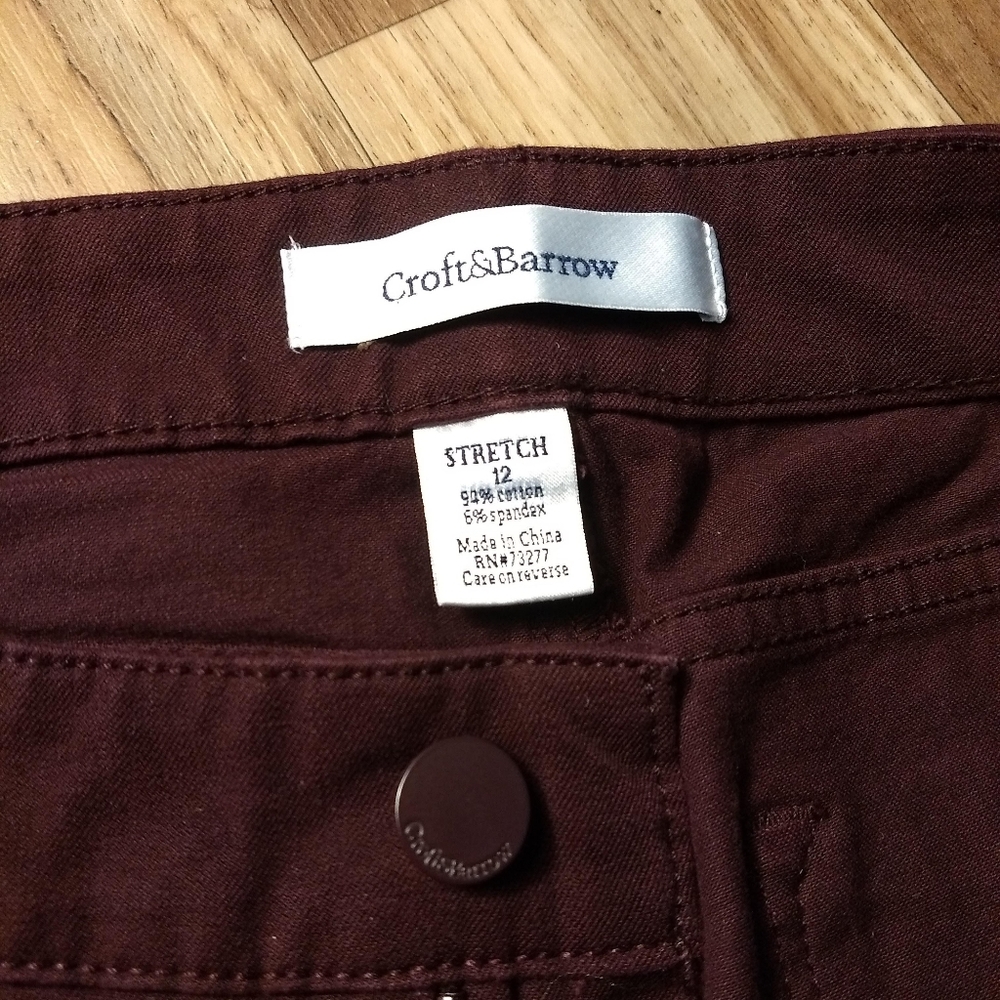 Croft&Barrow
STRETCH
12
94% cotton
6% spandex
Made in China
RN#73277
Care on reverse
Croft&Barrow